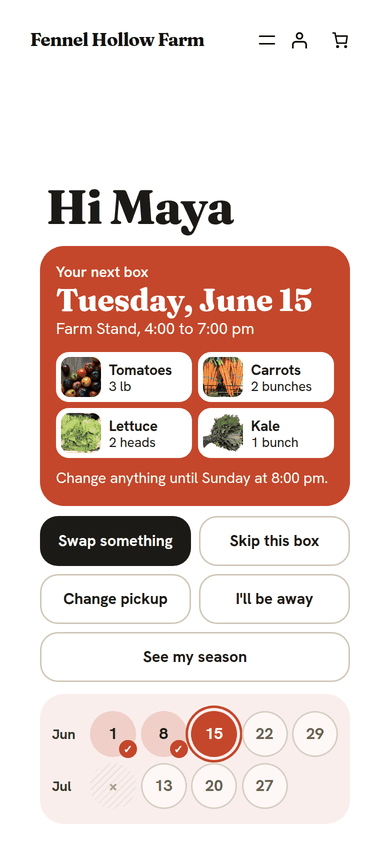 Fennel Hollow Farm
Hi Maya
Your next box
Tuesday, June 15
Farm Stand, 4:00 to 7:00 pm
Tomatoes
3 lb
Carrots
2 bunches
Lettuce
2 heads
Kale
1 bunch
Change anything until Sunday at 8:00 pm.
Swap something
Skip this box
Change pickup
I'll be away
See my season
Jun 1 8 15 22 29
Jul × 13 20 27